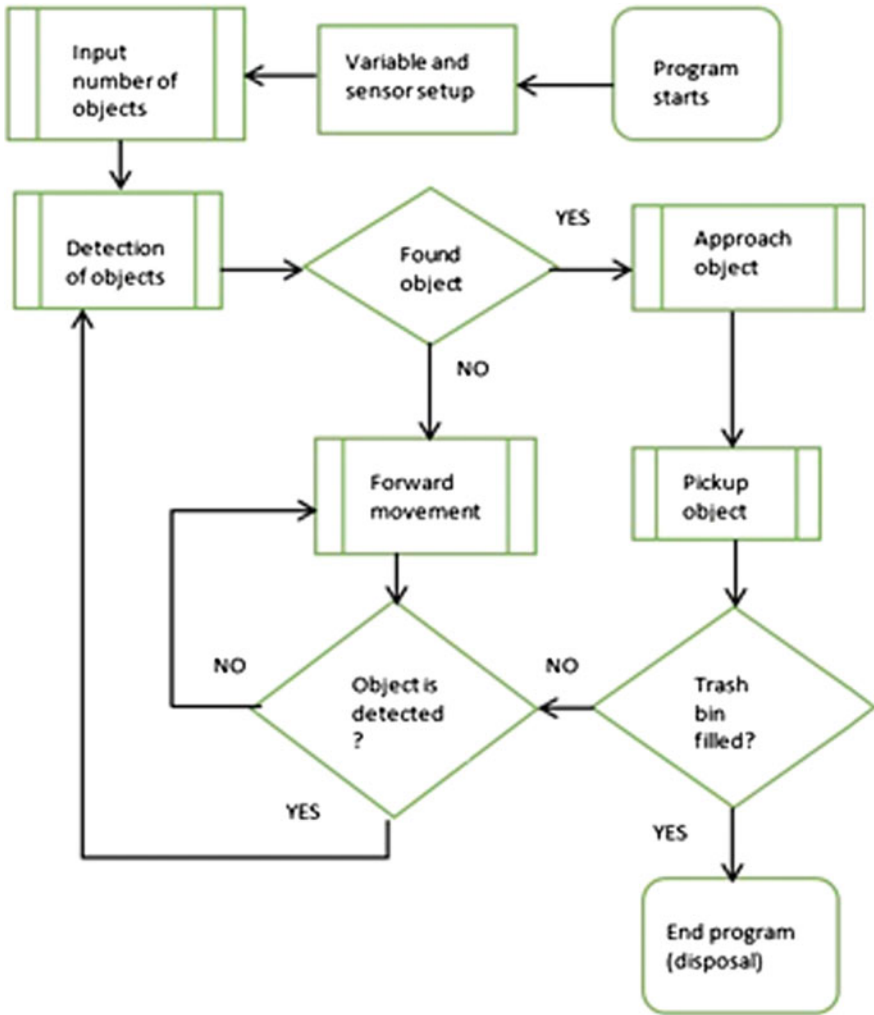 Input
number of
objects
Variable and
sensor setup
Program
starts
Detection
of objects
Found
object
YES
Approach
object
NO
Forward
movement
Pickup
object
NO
Object is
detected
?
NO
Trash
bin
filled?
YES
YES
End program
(disposal)